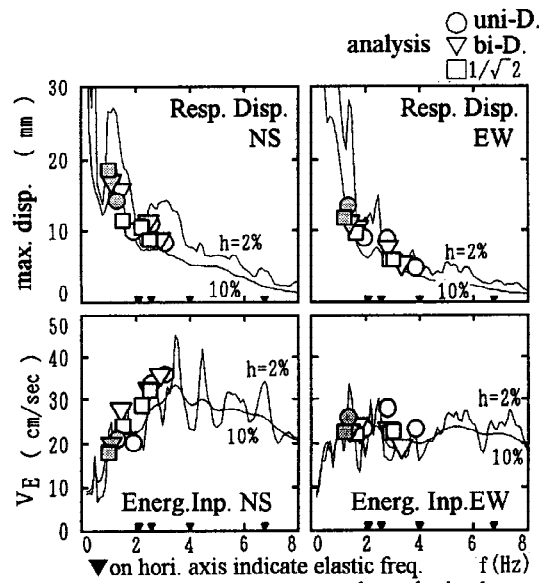 analysis
○ uni-D.
▽ bi-D.
□ 1/√2
max. disp. ( mm )
30
20
10
0
Resp. Disp.
NS
h=2%
10%
Resp. Disp.
EW
h=2%
10%
V_E ( cm/sec )
50
40
30
20
10
0
h=2%
10%
Energ.Inp. NS
h=2%
10%
Energ. Inp.EW
0 2 4 6 8
0 2 4 6 8
▼on hori. axis indicate elastic freq. f(Hz)